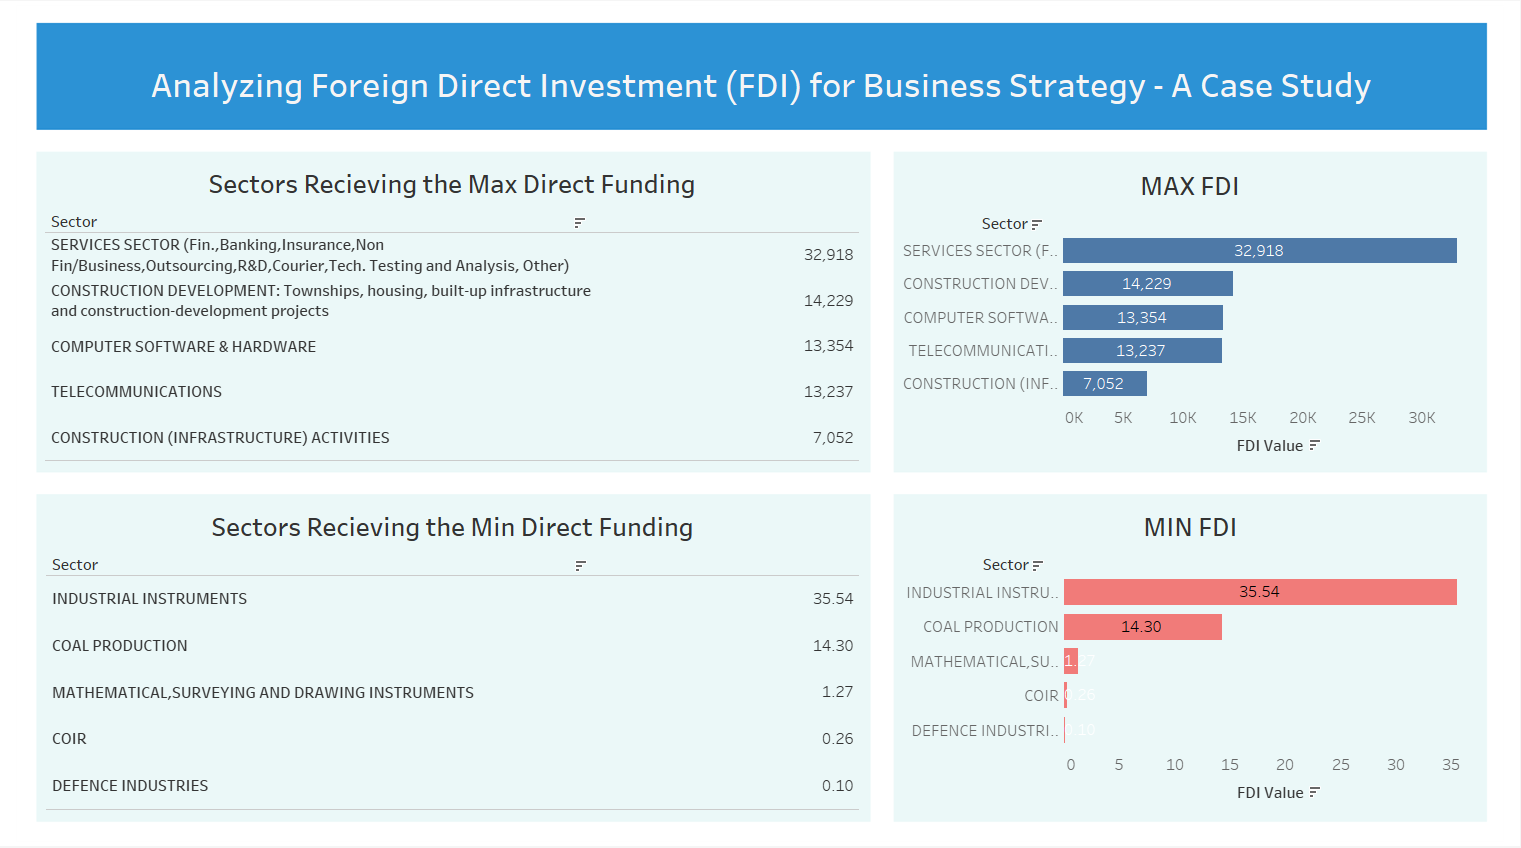 Analyzing Foreign Direct Investment (FDI) for Business Strategy - A Case Study
Sectors Recieving the Max Direct Funding
Sector
SERVICES SECTOR (Fin.,Banking,Insurance,Non
Fin/Business,Outsourcing,R&D,Courier,Tech. Testing and Analysis, Other) 32,918
CONSTRUCTION DEVELOPMENT: Townships, housing, built-up infrastructure
and construction-development projects 14,229
COMPUTER SOFTWARE & HARDWARE 13,354
TELECOMMUNICATIONS 13,237
CONSTRUCTION (INFRASTRUCTURE) ACTIVITIES 7,052
MAX FDI
Sector
SERVICES SECTOR (F.. 32,918
CONSTRUCTION DEV.. 14,229
COMPUTER SOFTWA.. 13,354
TELECOMMUNICATI.. 13,237
CONSTRUCTION (INF.. 7,052
0K 5K 10K 15K 20K 25K 30K
FDI Value
Sectors Recieving the Min Direct Funding
Sector
INDUSTRIAL INSTRUMENTS 35.54
COAL PRODUCTION 14.30
MATHEMATICAL,SURVEYING AND DRAWING INSTRUMENTS 1.27
COIR 0.26
DEFENCE INDUSTRIES 0.10
MIN FDI
Sector
INDUSTRIAL INSTRU.. 35.54
COAL PRODUCTION 14.30
MATHEMATICAL,SU.. 1.27
COIR 0.26
DEFENCE INDUSTRI.. 0.10
0 5 10 15 20 25 30 35
FDI Value